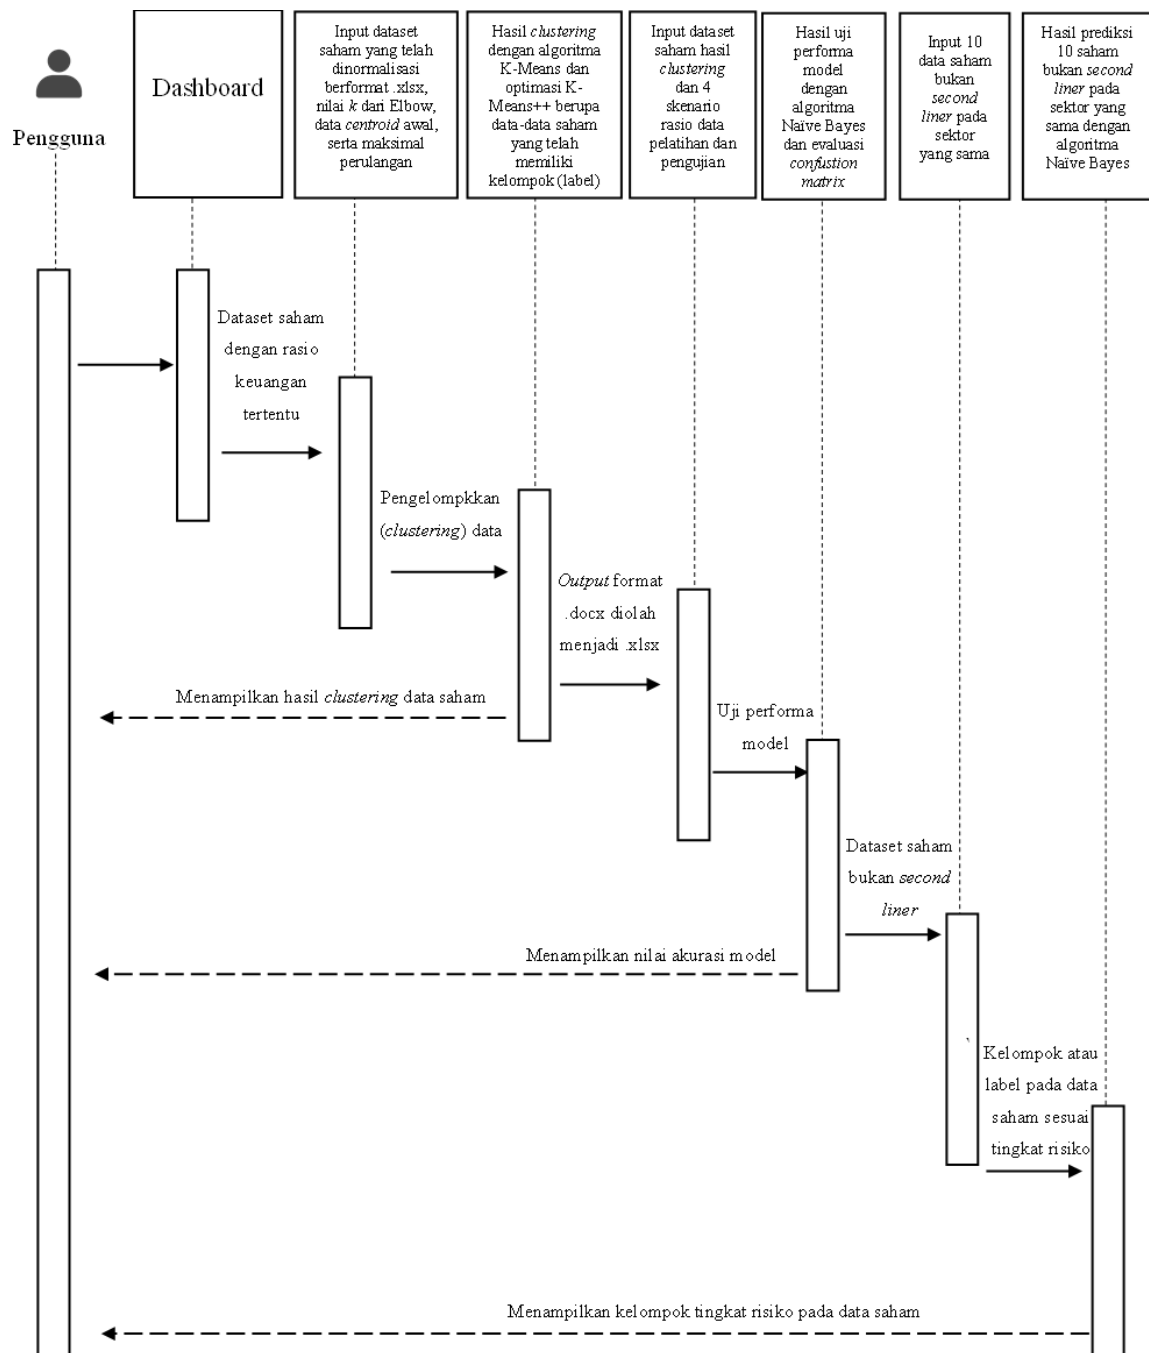 Pengguna
Dashboard
Input dataset
saham yang telah
dinormalisasi
berformat .xlsx,
nilai k dari Elbow,
data centroid awal,
serta maksimal
perulangan
Hasil clustering
dengan algoritma
K-Means dan
optimasi K-
Means++ berupa
data-data saham
yang telah
memiliki
kelompok (label)
Input dataset
saham hasil
clustering
dan 4
skenario
rasio data
pelatihan dan
pengujian
Hasil uji
performa
model
dengan
algoritma
Naïve Bayes
dan evaluasi
confustion
matrix
Input 10
data saham
bukan
second
liner pada
sektor
yang sama
Hasil prediksi
10 saham
bukan second
liner pada
sektor yang
sama dengan
algoritma
Naïve Bayes
Dataset saham
dengan rasio
keuangan
tertentu
Pengelompkkan
(clustering) data
Output format
.docx diolah
menjadi .xlsx
Menampilkan hasil clustering data saham
Uji performa
model
Dataset saham
bukan second
liner
Menampilkan nilai akurasi model
Kelompok atau
label pada data
saham sesuai
tingkat risiko
Menampilkan kelompok tingkat risiko pada data saham